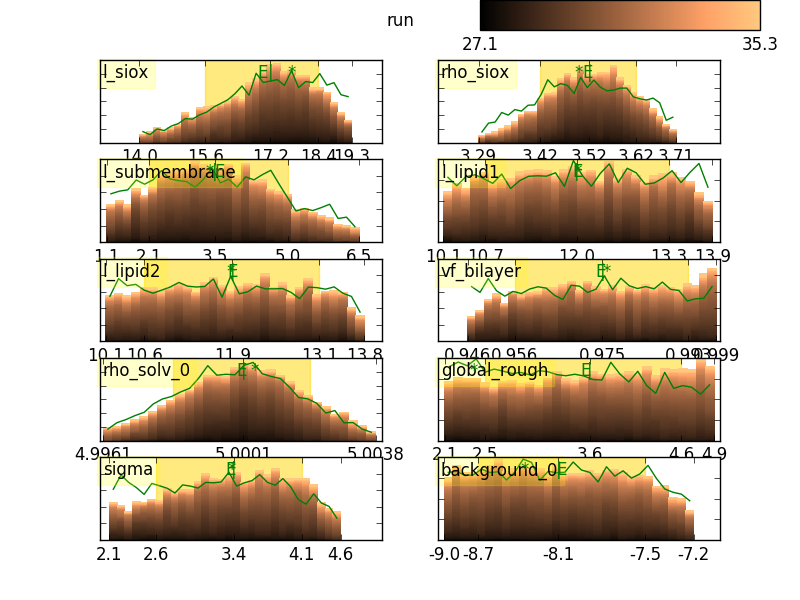 run
27.1 35.3
l_siox
E| *
14.0 15.6 17.2 18.4 19.3
rho_siox
*E
3.29 3.42 3.52 3.62 3.71
l_submembrane
*E
1.1 2.1 3.5 5.0 6.5
l_lipid1
E
10.1 10.7 12.0 13.3 13.9
l_lipid2
*E
10.1 10.6 11.9 13.1 13.8
vf_bilayer
E*
0.946 0.956 0.975 0.999
rho_solv_0
E *
4.9961 5.0001 5.0038
global_rough
E
2.1 2.5 3.6 4.6 4.9
sigma
E
2.1 2.6 3.4 4.1 4.6
background_0
* E
-9.0 -8.7 -8.1 -7.5 -7.2